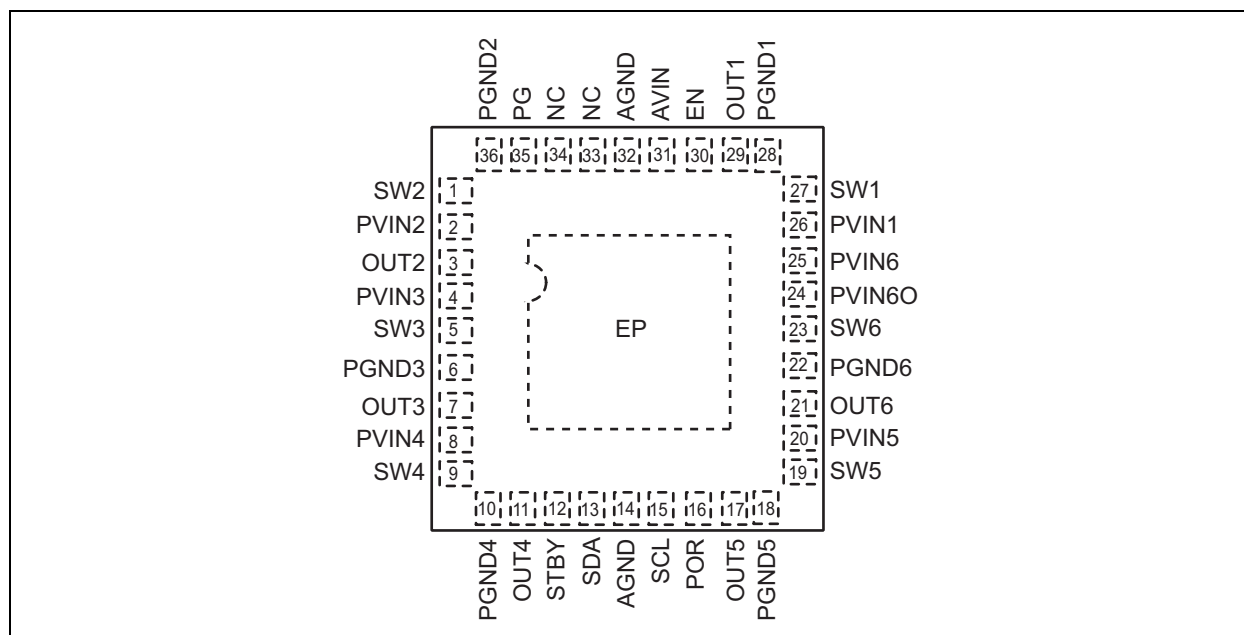 PGND2
PG
NC
NC
AGND
AVIN
EN
OUT1
PGND1
36
35
34
33
32
31
30
29
28
SW2 1
27 SW1
PVIN2 2
26 PVIN1
OUT2 3
25 PVIN6
PVIN3 4
24 PVIN6O
SW3 5
EP
23 SW6
PGND3 6
22 PGND6
OUT3 7
21 OUT6
PVIN4 8
20 PVIN5
SW4 9
19 SW5
10
11
12
13
14
15
16
17
18
PGND4
OUT4
STBY
SDA
AGND
SCL
POR
OUT5
PGND5